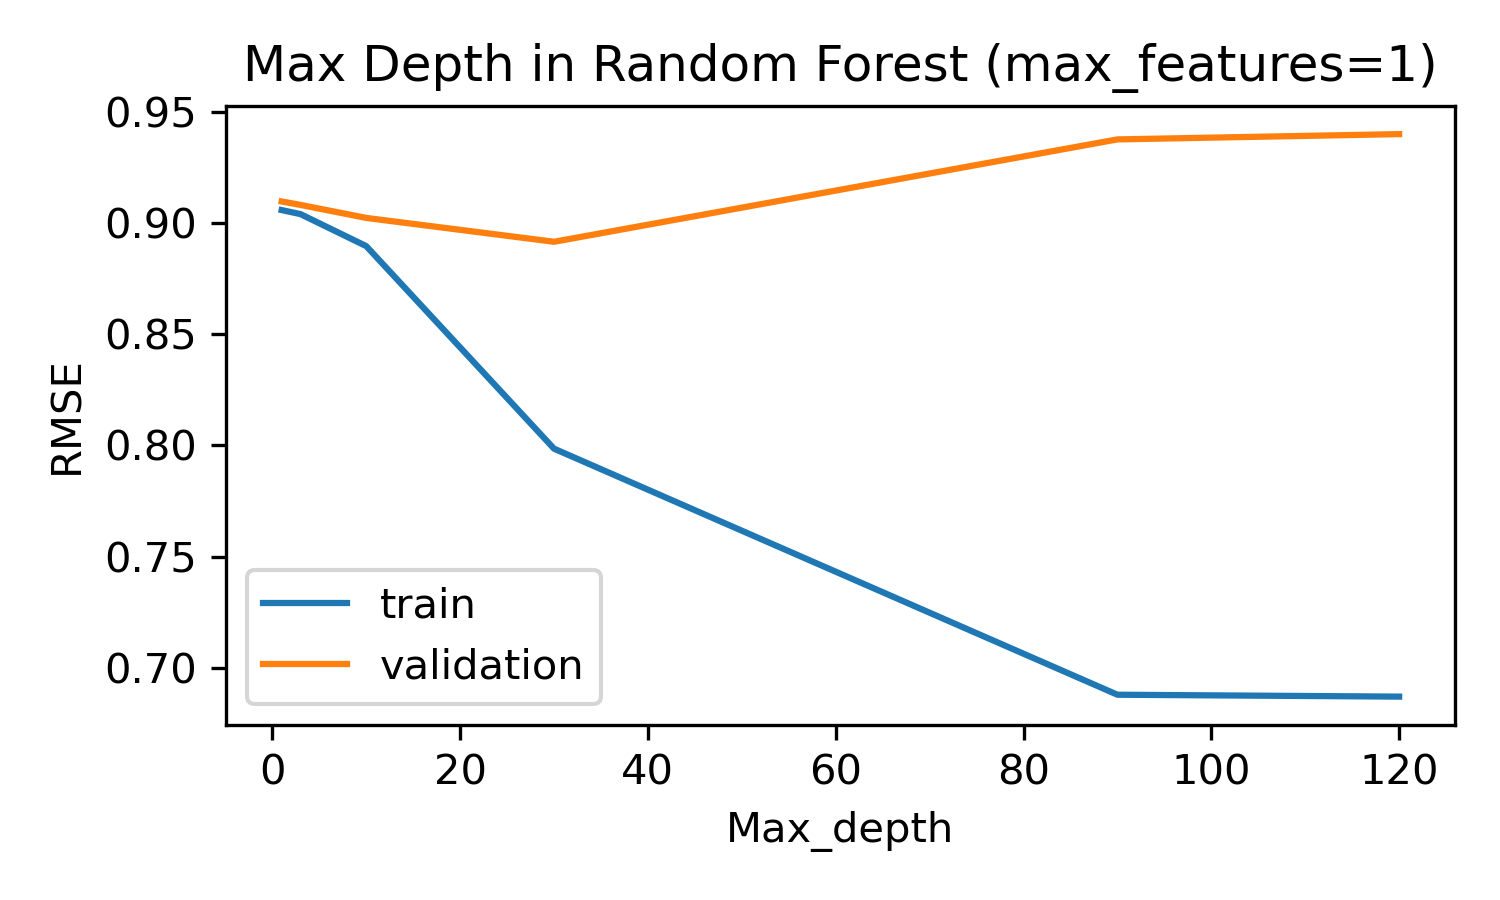 Max Depth in Random Forest (max_features=1)
0.95
0.90
0.85
0.80
0.75
0.70
RMSE
train
validation
0 20 40 60 80 100 120
Max_depth